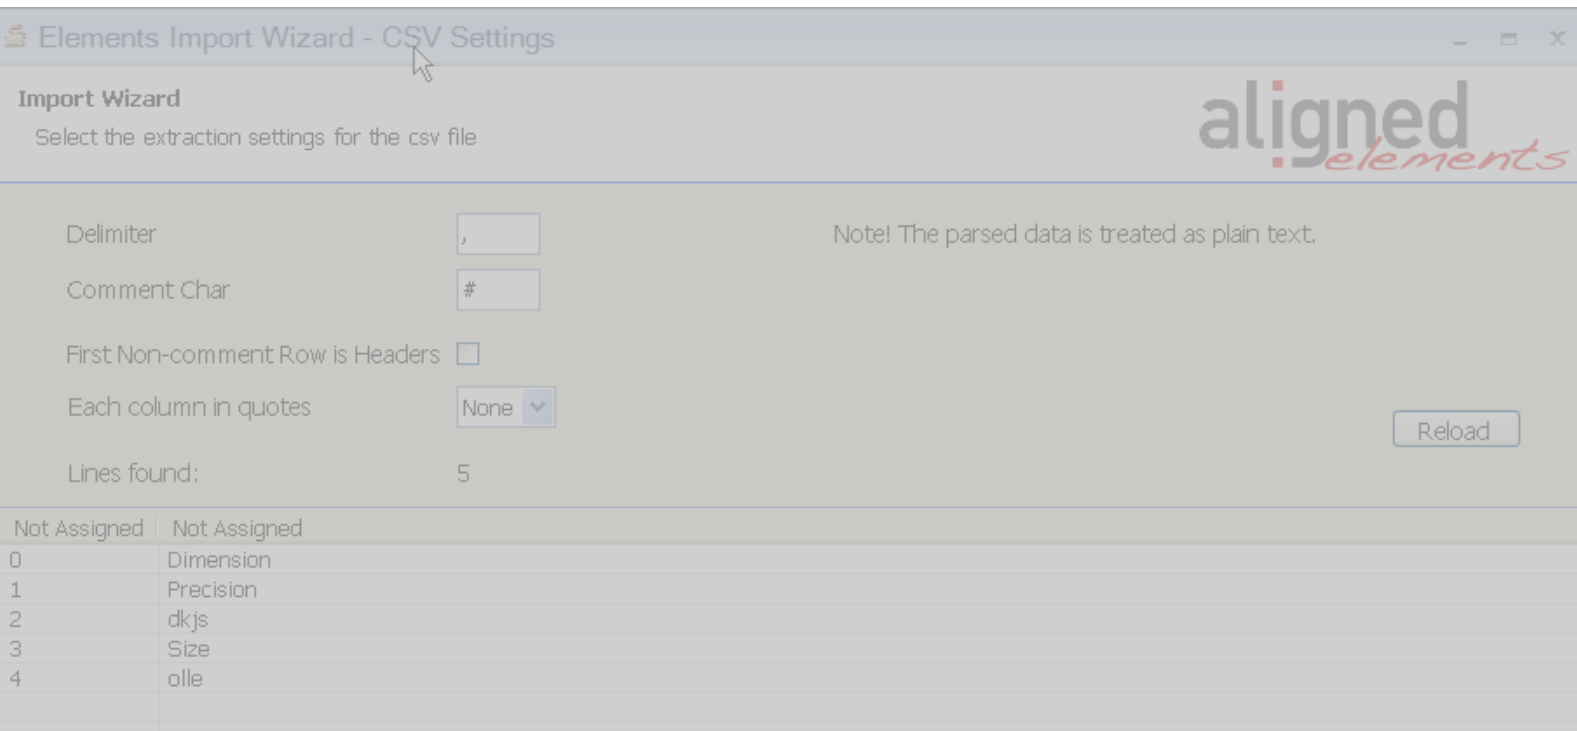 Elements Import Wizard - CSV Settings
Import Wizard
Select the extraction settings for the csv file
aligned
elements
Delimiter ,
Note! The parsed data is treated as plain text.
Comment Char #
First Non-comment Row is Headers
Each column in quotes None
Reload
Lines found: 5
Not Assigned Not Assigned
0 Dimension
1 Precision
2 dkjs
3 Size
4 olle